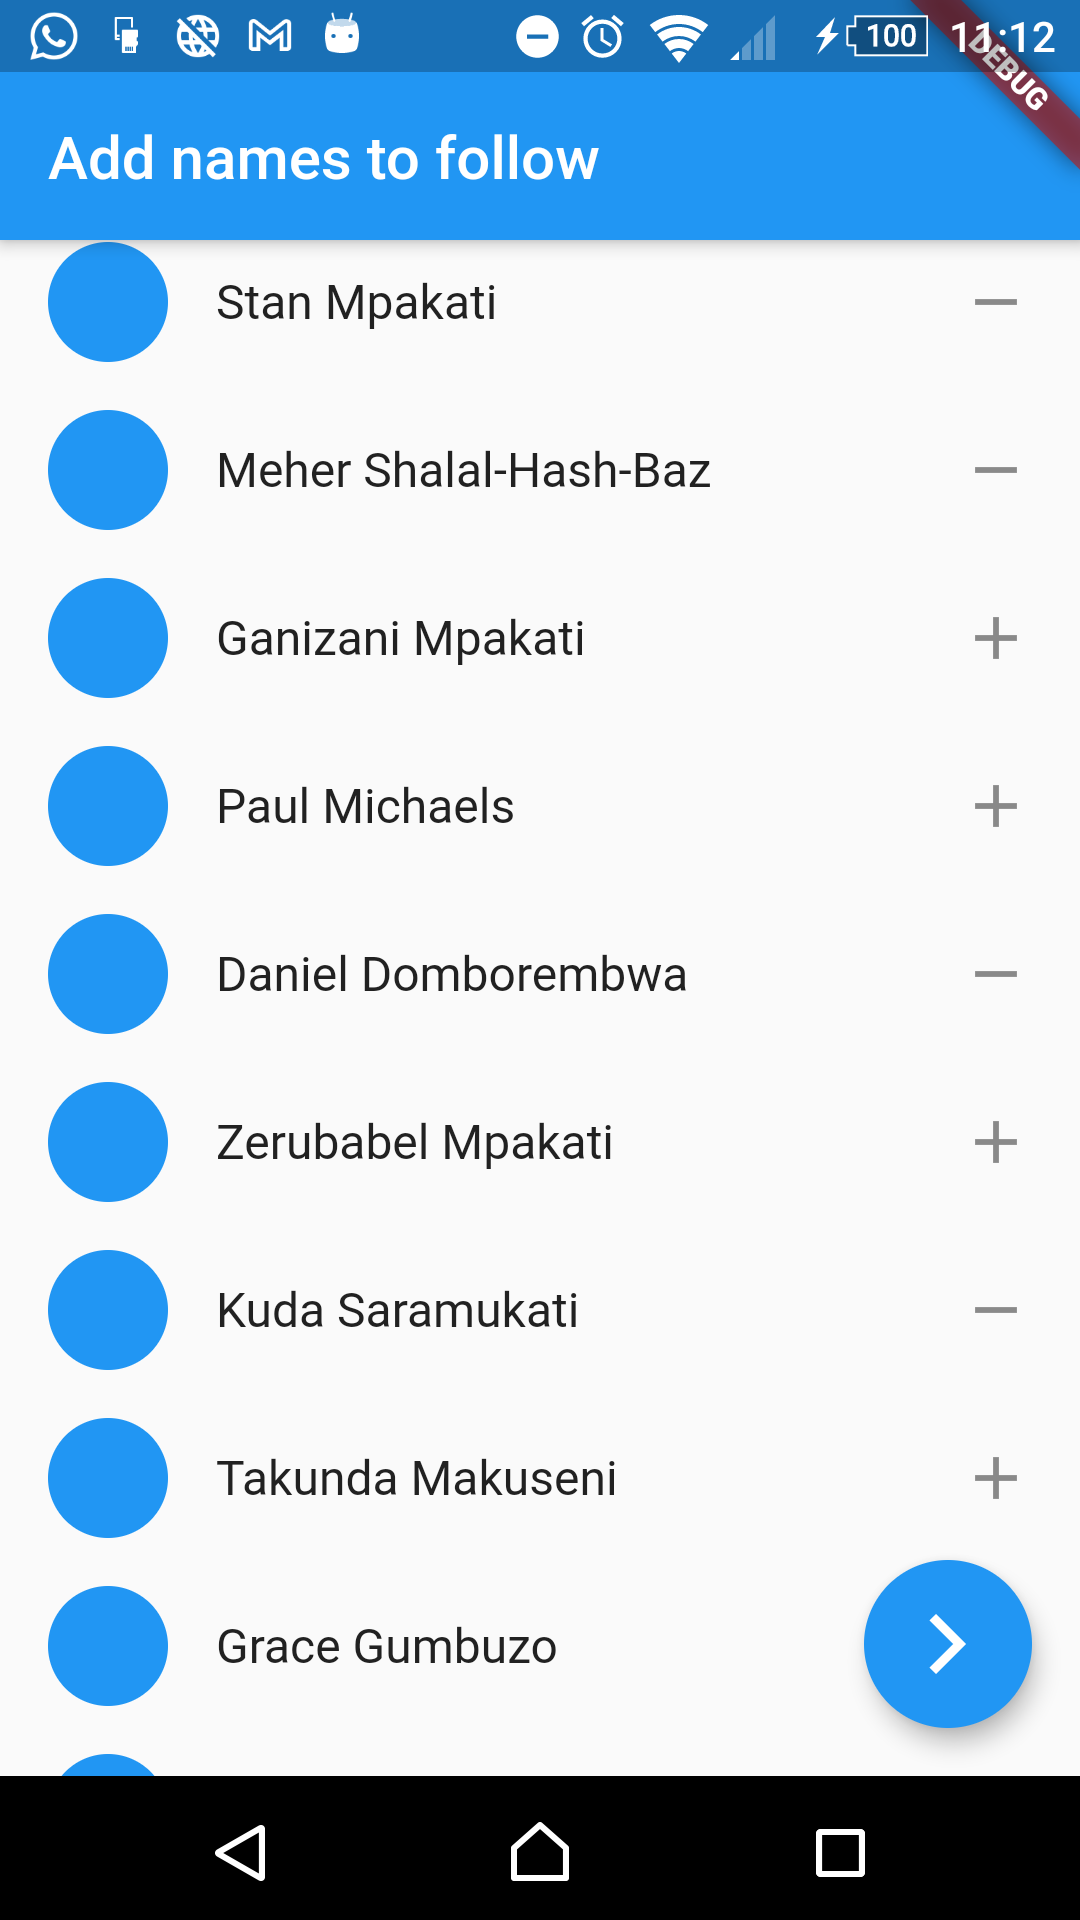 100 11:12
DEBUG
Add names to follow
Stan Mpakati
Meher Shalal-Hash-Baz
Ganizani Mpakati
Paul Michaels
Daniel Domborembwa
Zerubabel Mpakati
Kuda Saramukati
Takunda Makuseni
Grace Gumbuzo